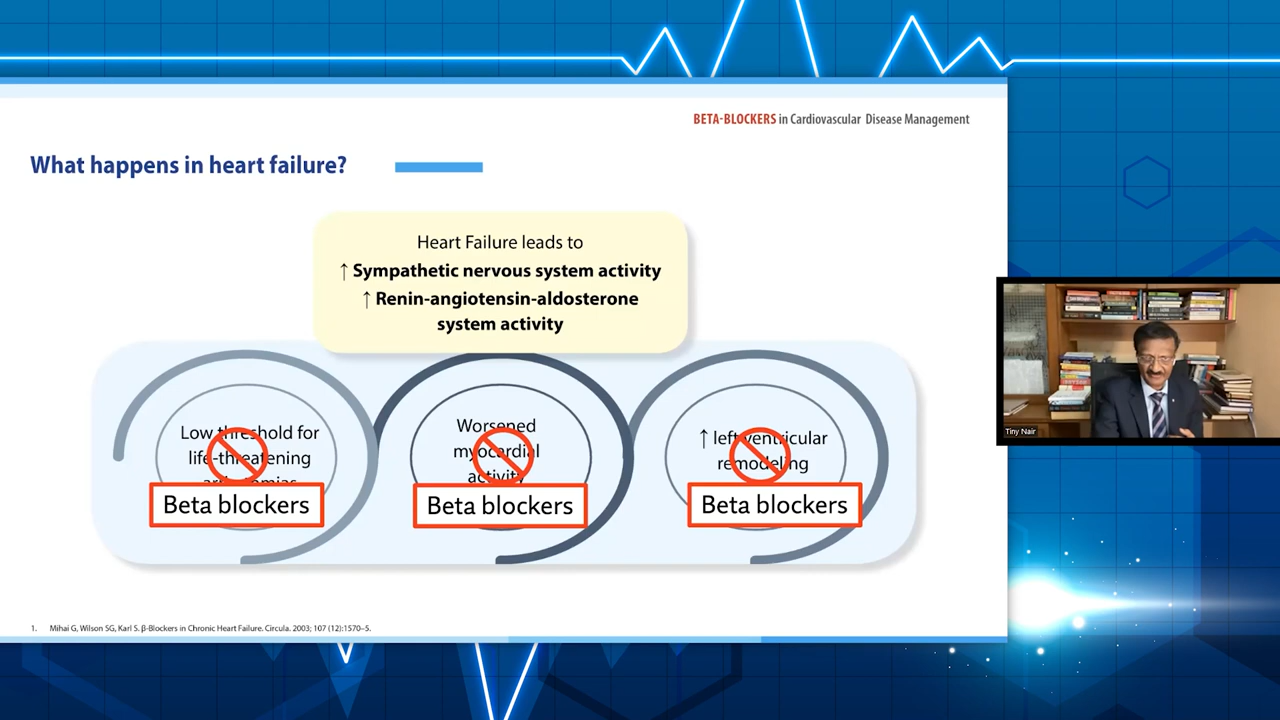 BETA-BLOCKERS in Cardiovascular Disease Management
What happens in heart failure?
Heart Failure leads to
↑ Sympathetic nervous system activity
↑ Renin-angiotensin-aldosterone
system activity
Low threshold for
life-threatening
Beta blockers
Worsened
myocardial
activity
Beta blockers
↑ left ventricular
remodeling
Beta blockers
Tiny Nair
1. Mihai G, Wilson SG, Karl S. β-Blockers in Chronic Heart Failure. Circula. 2003; 107 (12):1570–5.